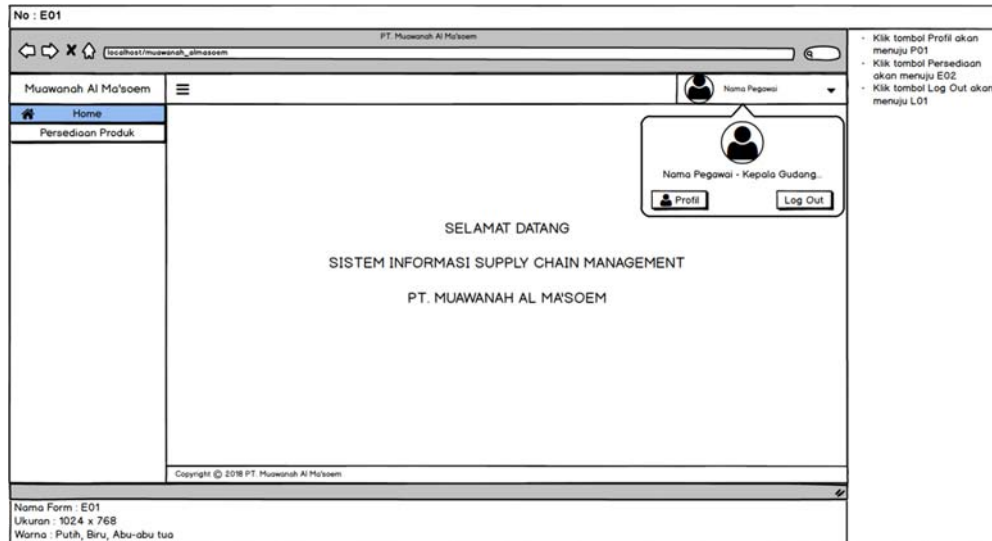 No : E01
PT. Muawanah Al Ma'soem
localhost/muawanah_almasoem
Muawanah Al Ma'soem
Nama Pegawai
Home
Persediaan Produk
Nama Pegawai - Kepala Gudang..
Profil
Log Out
SELAMAT DATANG
SISTEM INFORMASI SUPPLY CHAIN MANAGEMENT
PT. MUAWANAH AL MA'SOEM
Copyright © 2018 PT. Muawanah Al Ma'soem
- Klik tombol Profil akan
menuju P01
- Klik tombol Persediaan
akan menuju E02
- Klik tombol Log Out akan
menuju L01
Nama Form : E01
Ukuran : 1024 x 768
Warna : Putih, Biru, Abu-abu tua